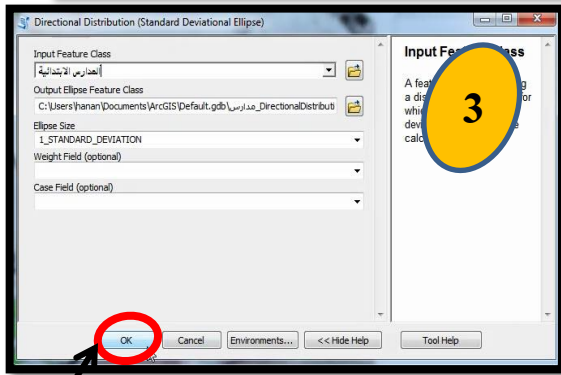 Directional Distribution (Standard Deviational Ellipse)
Input Feature Class
المدارس الابتدائية
Output Ellipse Feature Class
C:\Users\hanan\Documents\ArcGIS\Default.gdb\مدارس_DirectionalDistributi
Ellipse Size
1_STANDARD_DEVIATION
Weight Field (optional)
Case Field (optional)
OK
Cancel
Environments...
<< Hide Help
Tool Help
Input Fe ss
A feat g
a dis or
whic
devi e
calc
3